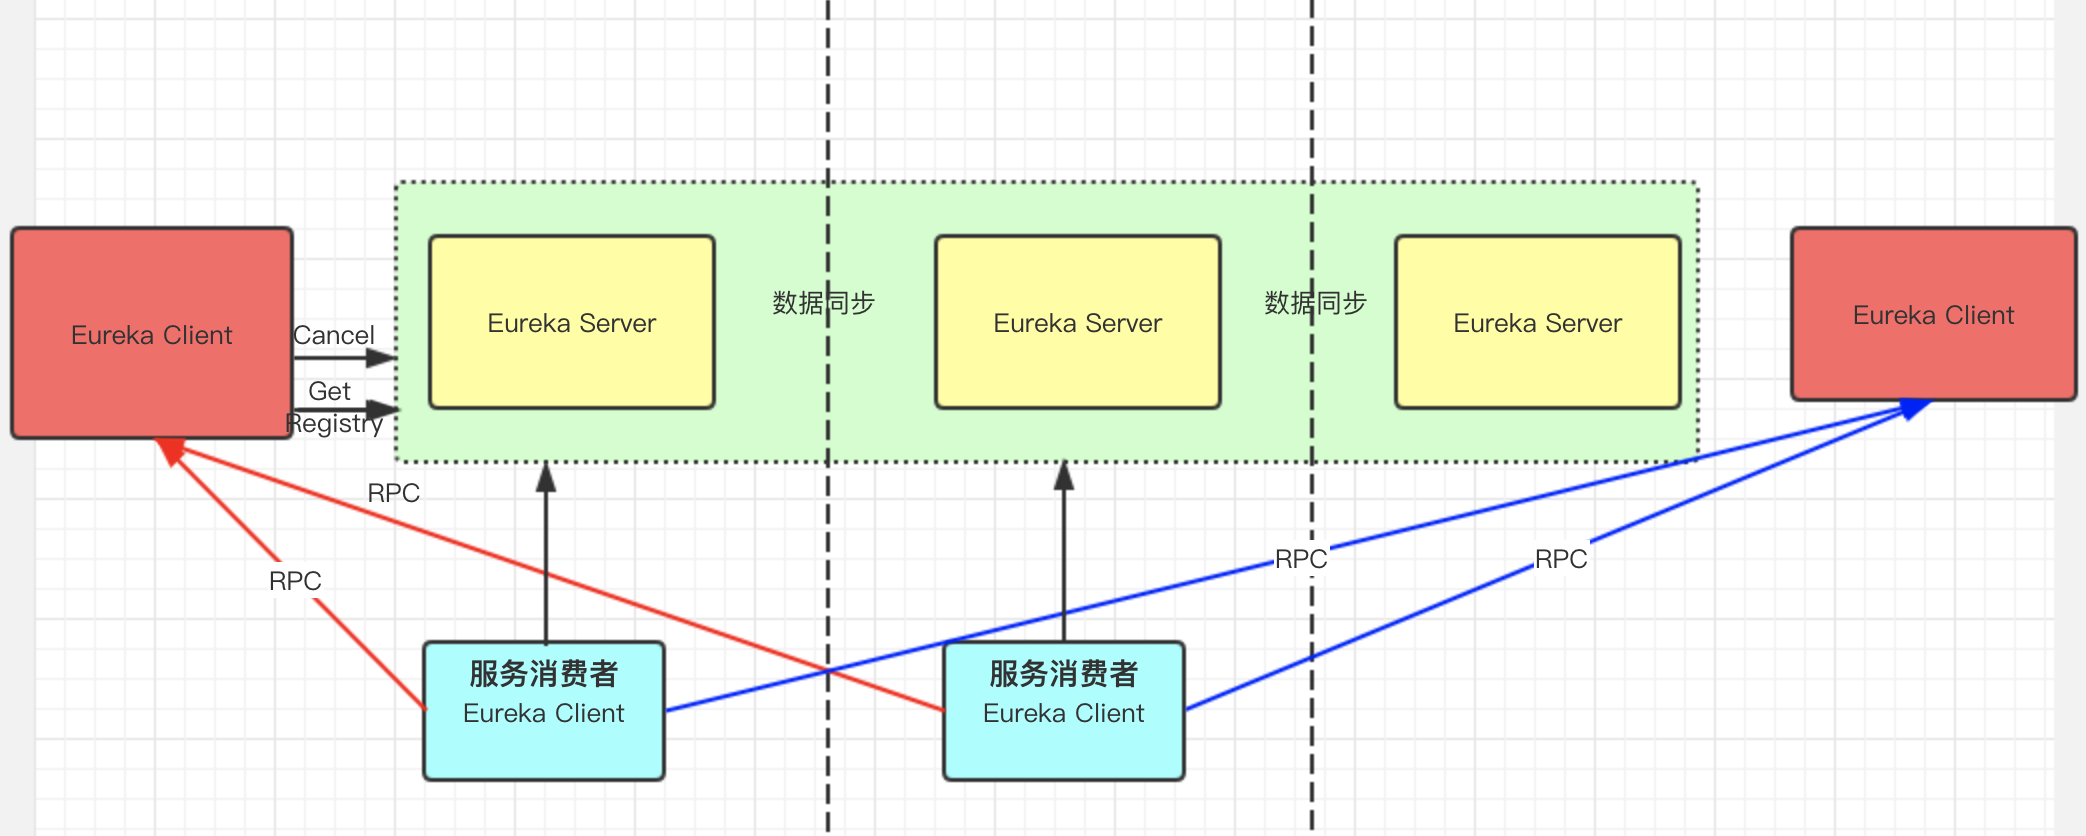 Eureka Client
Cancel
Get
Registry
Eureka Server
数据同步
Eureka Server
数据同步
Eureka Server
Eureka Client
RPC
RPC
RPC
RPC
服务消费者
Eureka Client
服务消费者
Eureka Client